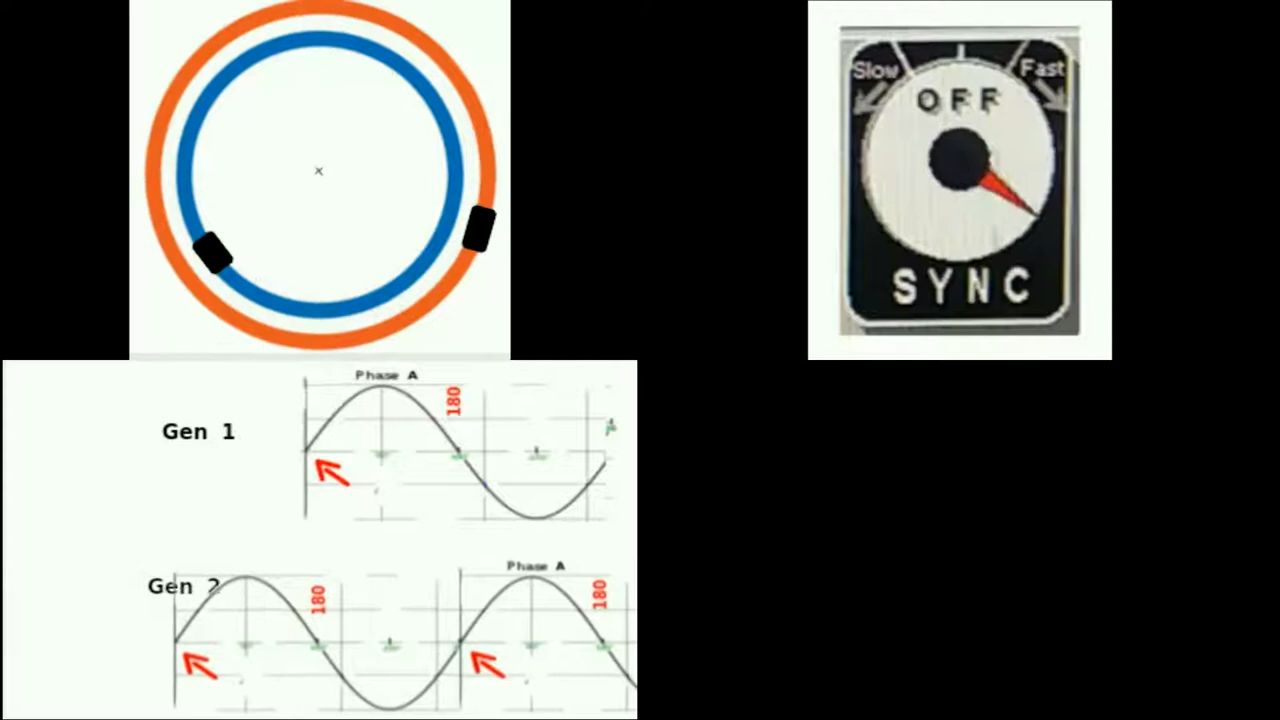 Slow
Fast
OFF
SYNC
Phase A
180
Gen 1
Phase A
Gen 2
180
180